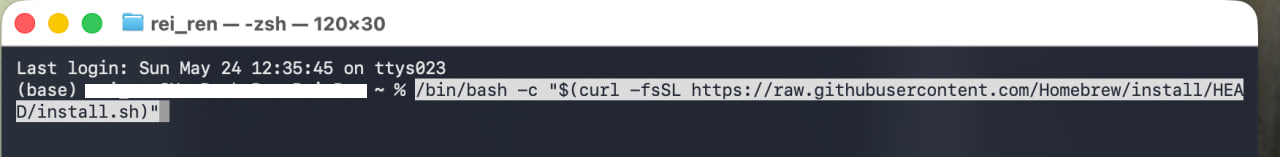 rei_ren — -zsh — 120×30
Last login: Sun May 24 12:35:45 on ttys023
(base) ~ % /bin/bash -c "$(curl -fsSL https://raw.githubusercontent.com/Homebrew/install/HEA
D/install.sh)"